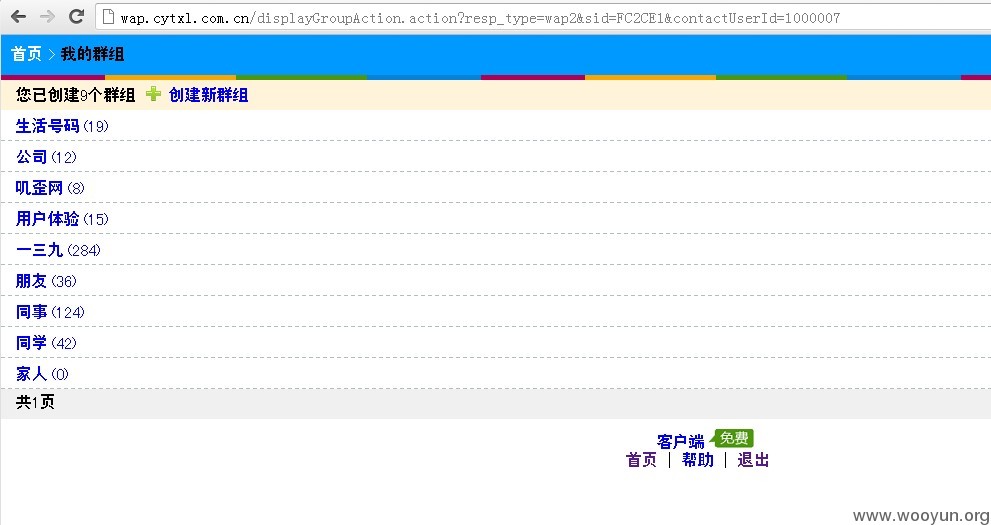 wap.cytxl.com.cn/displayGroupAction.action?resp_type=wap2&sid=FC2CE1&contactUserId=1000007
首页 > 我的群组
您已创建9个群组 创建新群组
生活号码 (19)
公司 (12)
叽歪网 (8)
用户体验 (15)
一三九 (284)
朋友 (36)
同事 (124)
同学 (42)
家人 (0)
共1页
客户端 免费
首页 | 帮助 | 退出
www.wooyun.org